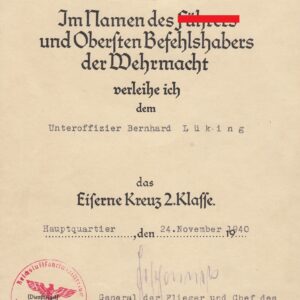 Im Namen des
und Obersten Befehlshabers
der Wehrmacht
verleihe ich
dem
Unteroffizier Bernhard Lüking
das
Eiserne Kreuz 2. Klasse.
Hauptquartier, den 24. November 1940
(Dienstsiegel)
General der Flieger und Chef des